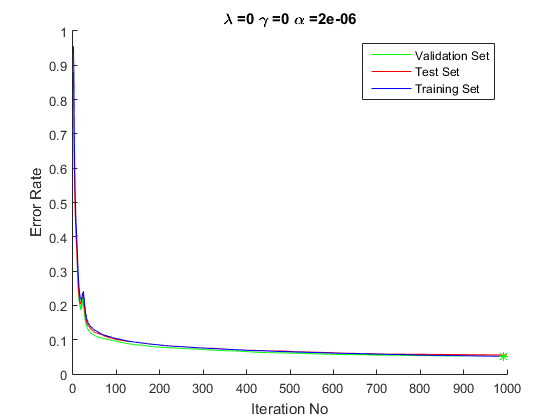 λ =0 γ =0 α =2e-06
Validation Set
Test Set
Training Set
Error Rate
1
0.9
0.8
0.7
0.6
0.5
0.4
0.3
0.2
0.1
0
0 100 200 300 400 500 600 700 800 900 1000
Iteration No